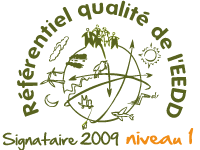 Référentiel qualité de l'EEDD
Signataire 2009 niveau 1